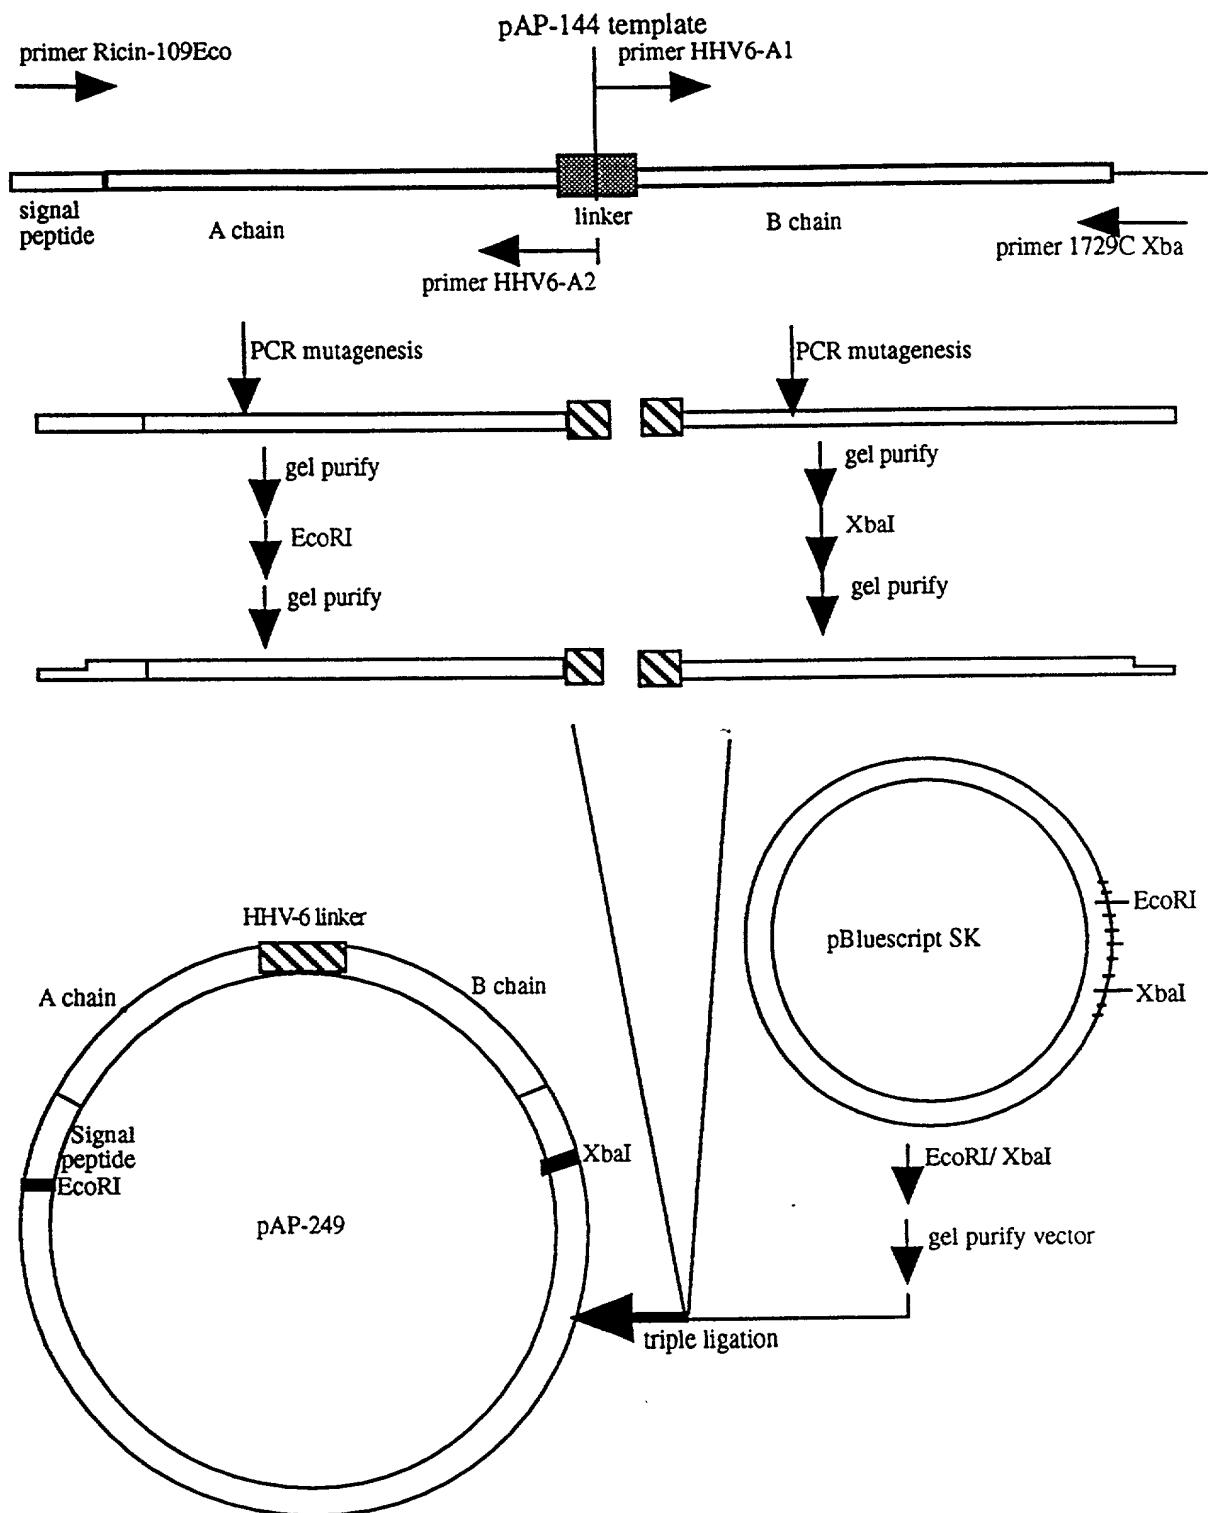 pAP-144 template
primer Ricin-109Eco
primer HHV6-A1
signal
peptide
A chain
linker
B chain
primer HHV6-A2
primer 1729C Xba
PCR mutagenesis
PCR mutagenesis
gel purify
gel purify
EcoRI
XbaI
gel purify
gel purify
HHV-6 linker
A chain
B chain
pBluescript SK
EcoRI
XbaI
Signal
peptide
EcoRI
XbaI
pAP-249
EcoRI/ XbaI
gel purify vector
triple ligation